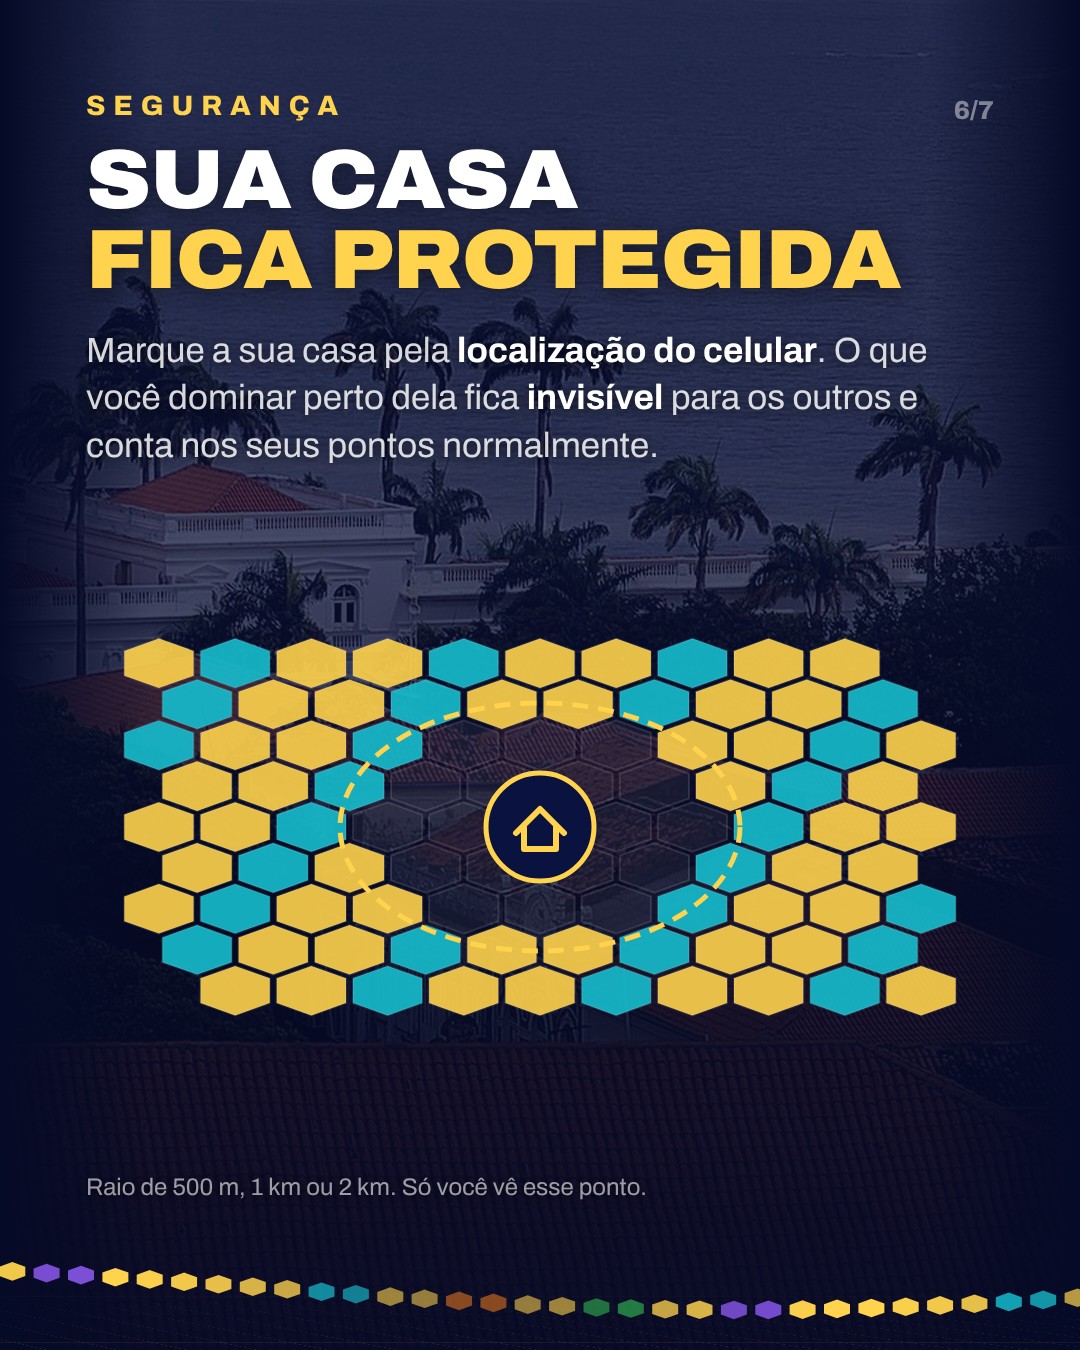 SEGURANÇA
6/7
SUA CASA
FICA PROTEGIDA
Marque a sua casa pela localização do celular. O que
você dominar perto dela fica invisível para os outros e
conta nos seus pontos normalmente.
Raio de 500 m, 1 km ou 2 km. Só você vê esse ponto.